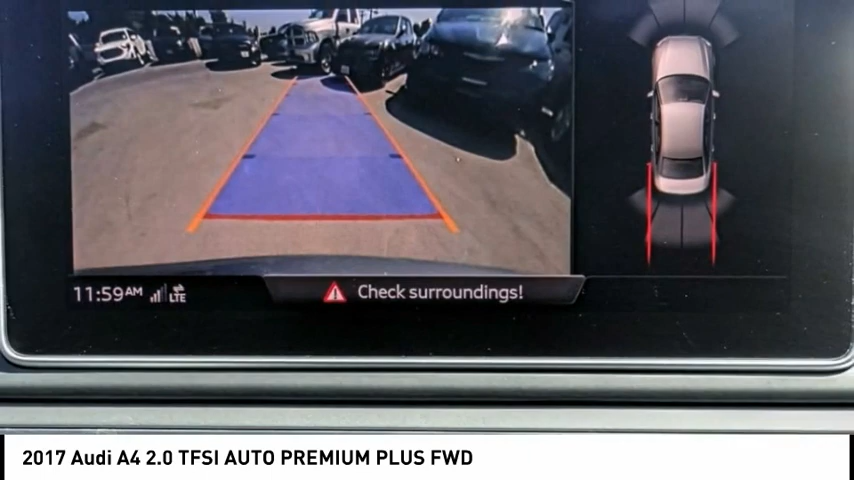 11:59AM LTE
Check surroundings!
2017 Audi A4 2.0 TFSI AUTO PREMIUM PLUS FWD